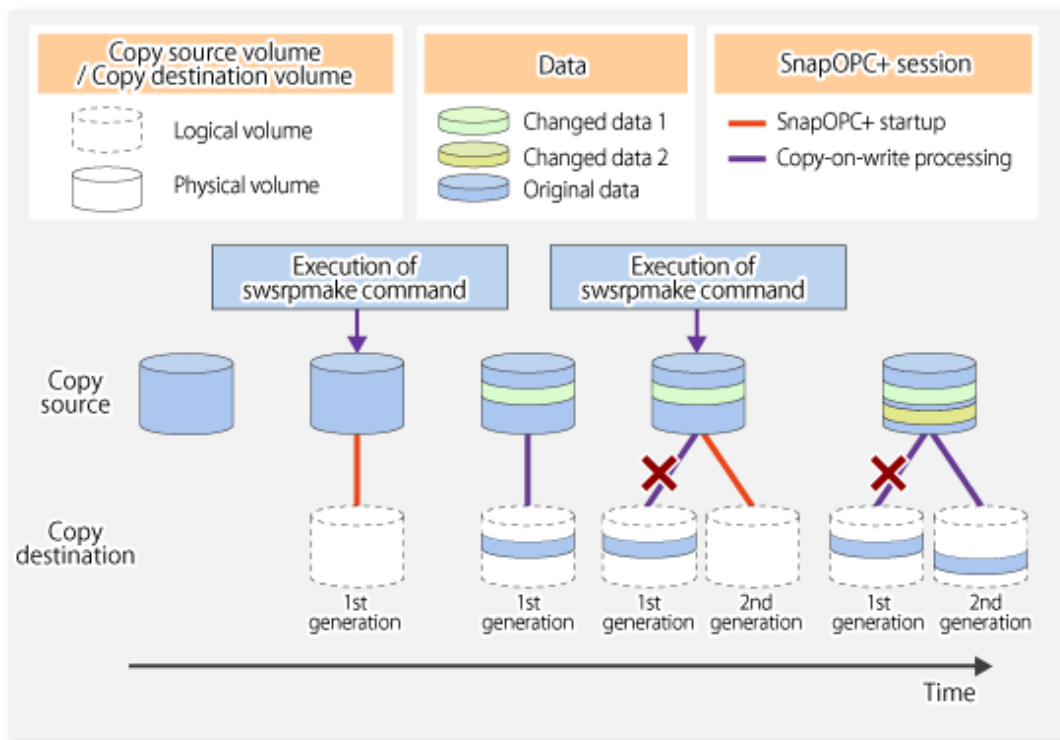 Copy source volume
/ Copy destination volume
Logical volume
Physical volume
Data
Changed data 1
Changed data 2
Original data
SnapOPC+ session
SnapOPC+ startup
Copy-on-write processing
Execution of
swsrpmake command
Execution of
swsrpmake command
Copy
source
Copy
destination
1st
generation
1st
generation
1st
generation
2nd
generation
1st
generation
2nd
generation
Time